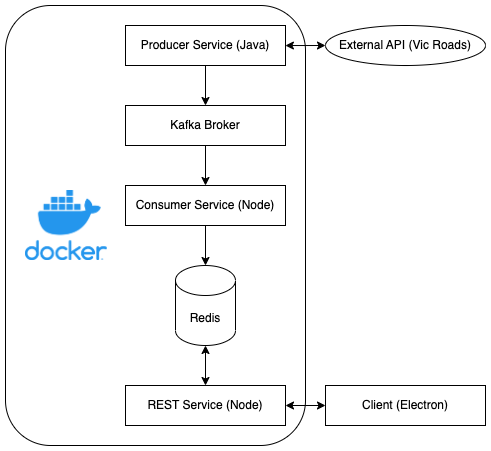 Producer Service (Java)
External API (Vic Roads)
Kafka Broker
Consumer Service (Node)
docker
Redis
REST Service (Node)
Client (Electron)